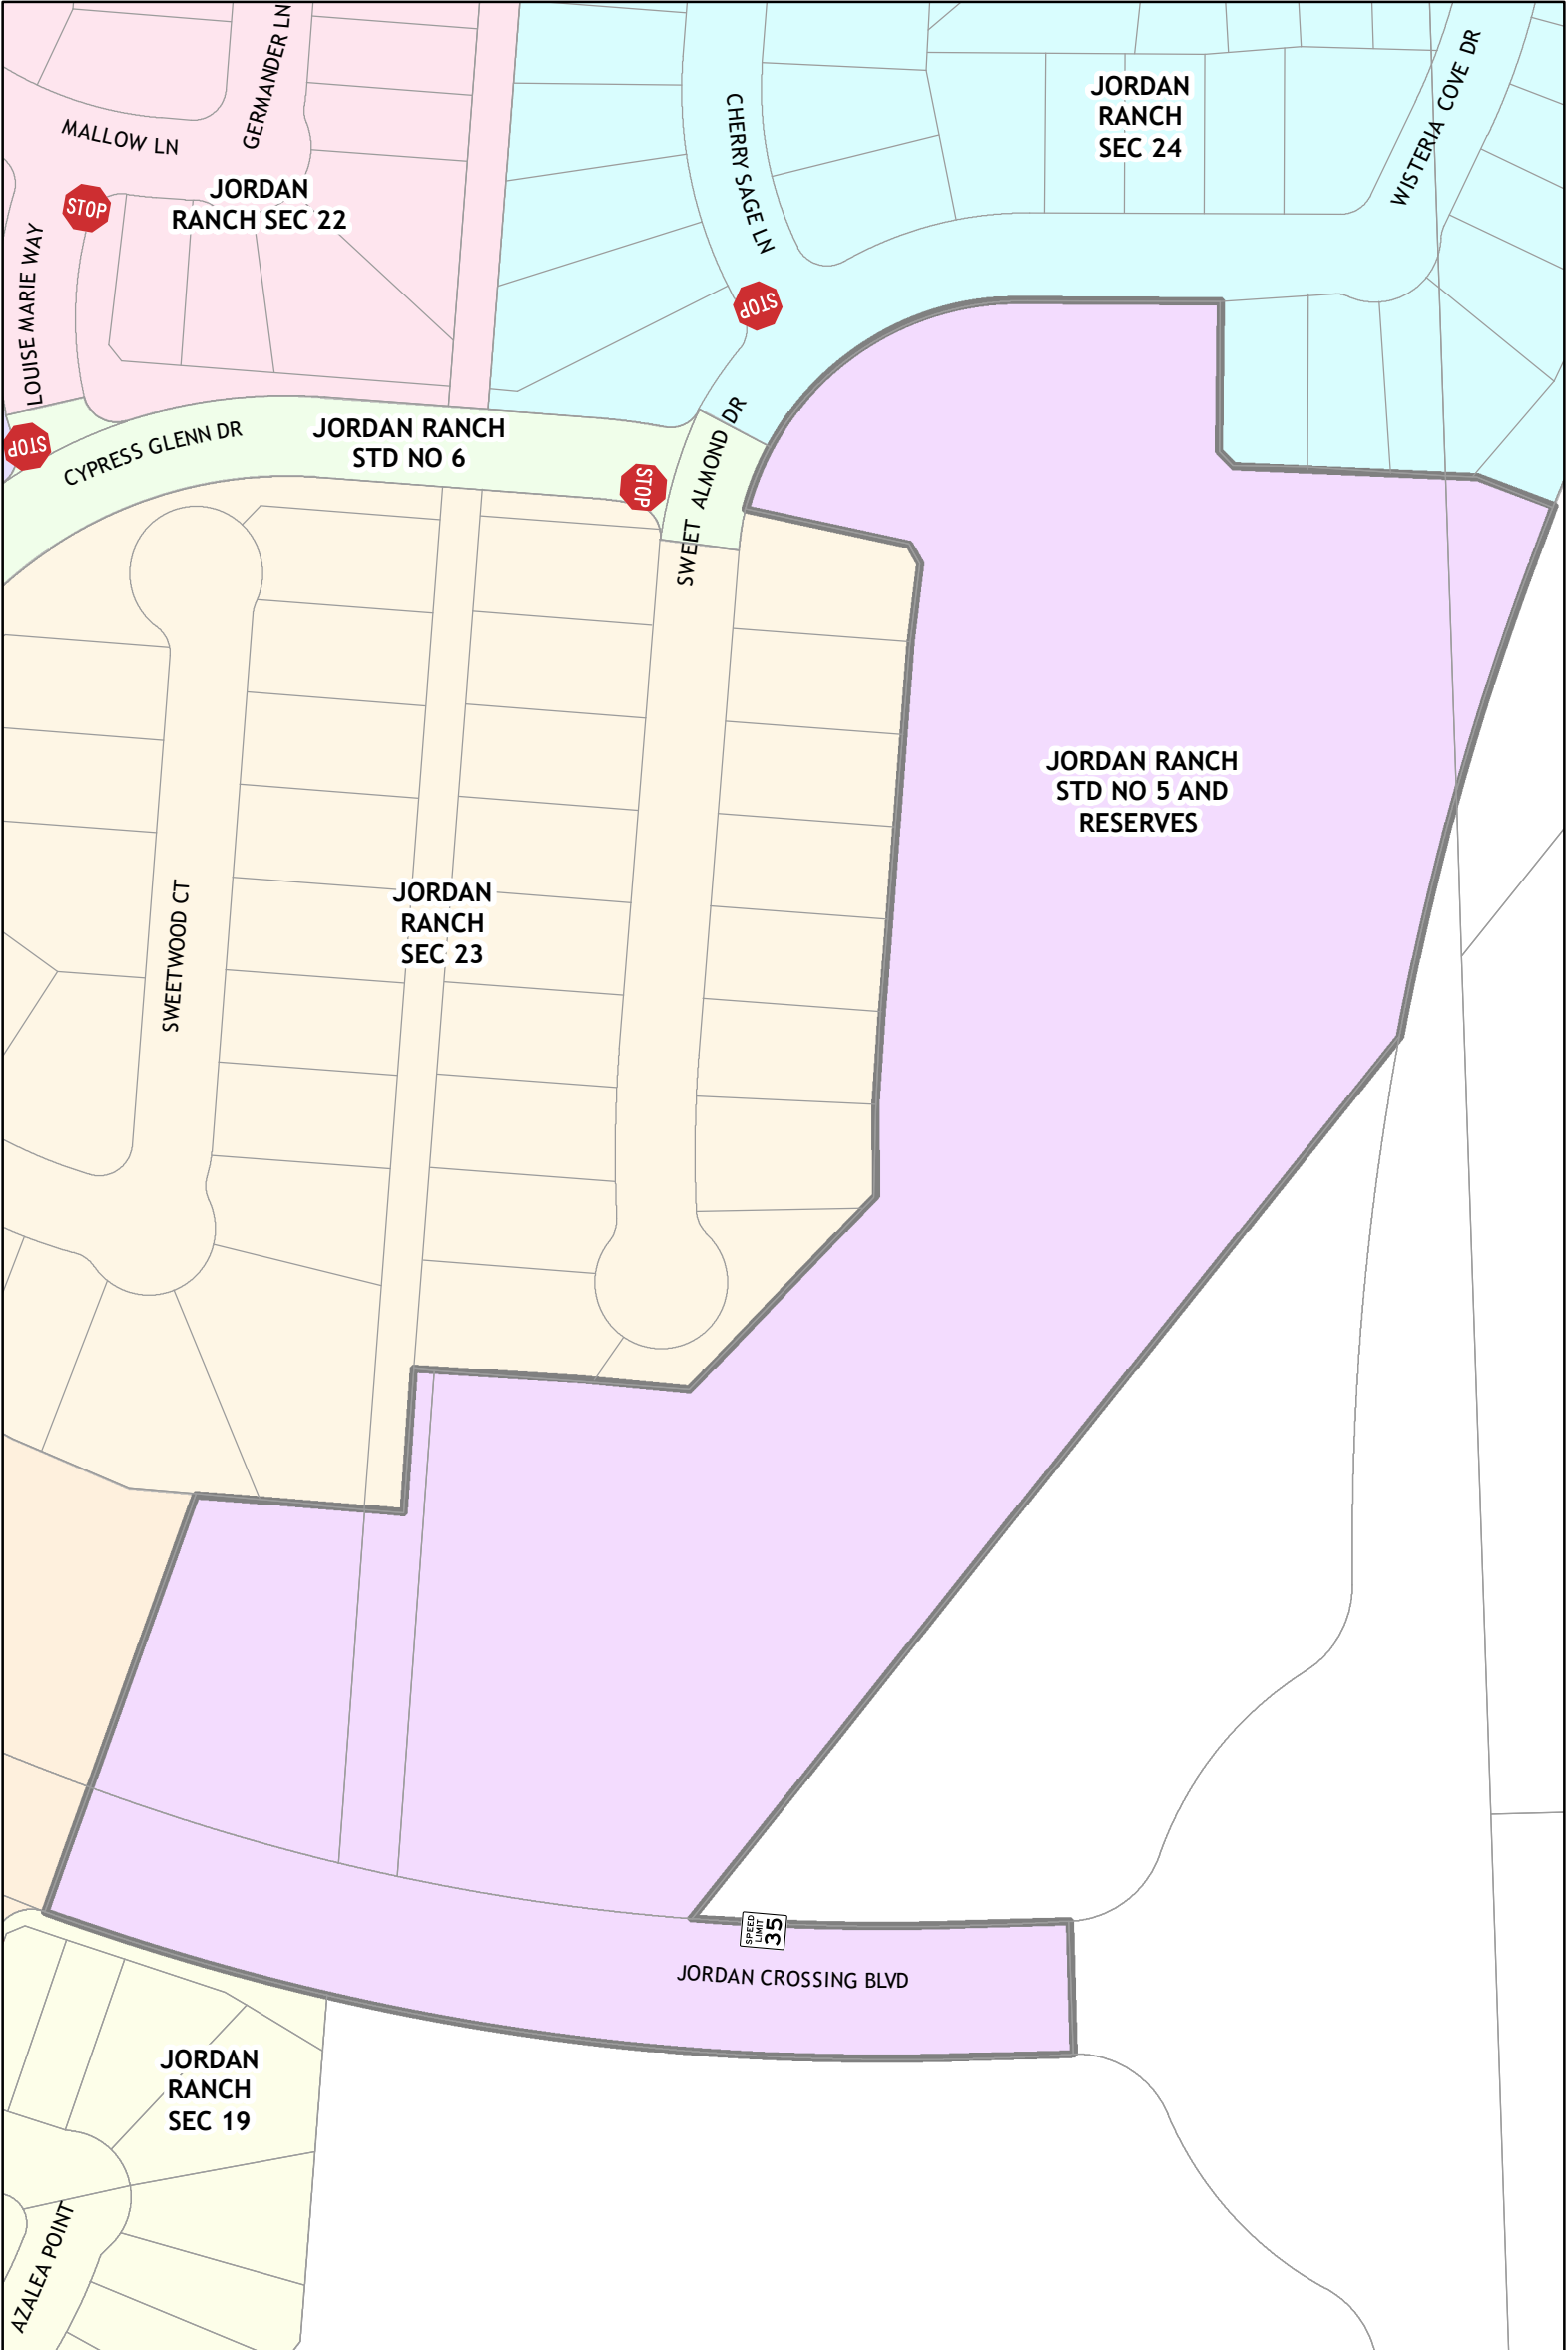 GERMANDER LN
MALLOW LN
STOP
JORDAN
RANCH SEC 22
LOUISE MARIE WAY
CHERRY SAGE LN
JORDAN
RANCH
SEC 24
WISTERIA COVE DR
STOP
STOP
CYPRESS GLENN DR
JORDAN RANCH
STD NO 6
STOP
SWEET ALMOND DR
JORDAN RANCH
STD NO 5 AND
RESERVES
JORDAN
RANCH
SEC 23
SWEETWOOD CT
SPEED
LIMIT
35
JORDAN CROSSING BLVD
JORDAN
RANCH
SEC 19
AZALEA POINT